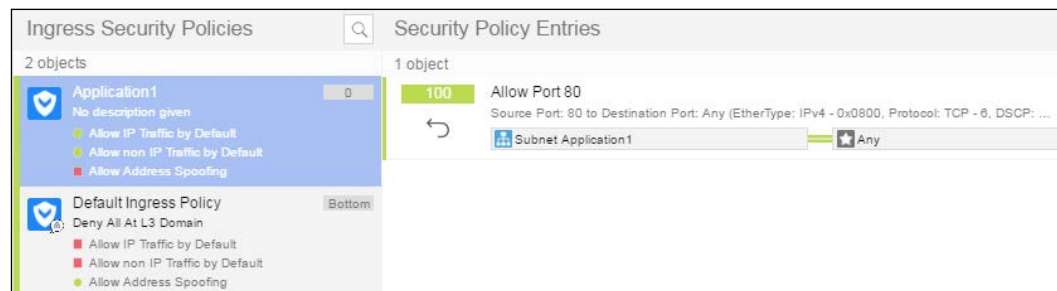 Ingress Security Policies
2 objects
Application1
0
No description given
Allow IP Traffic by Default
Allow non IP Traffic by Default
Allow Address Spoofing
Default Ingress Policy
Bottom
Deny All At L3 Domain
Allow IP Traffic by Default
Allow non IP Traffic by Default
Allow Address Spoofing
Security Policy Entries
1 object
100
Allow Port 80
Source Port: 80 to Destination Port: Any (EtherType: IPv4 - 0x0800, Protocol: TCP - 6, DSCP: ...
Subnet Application1
Any